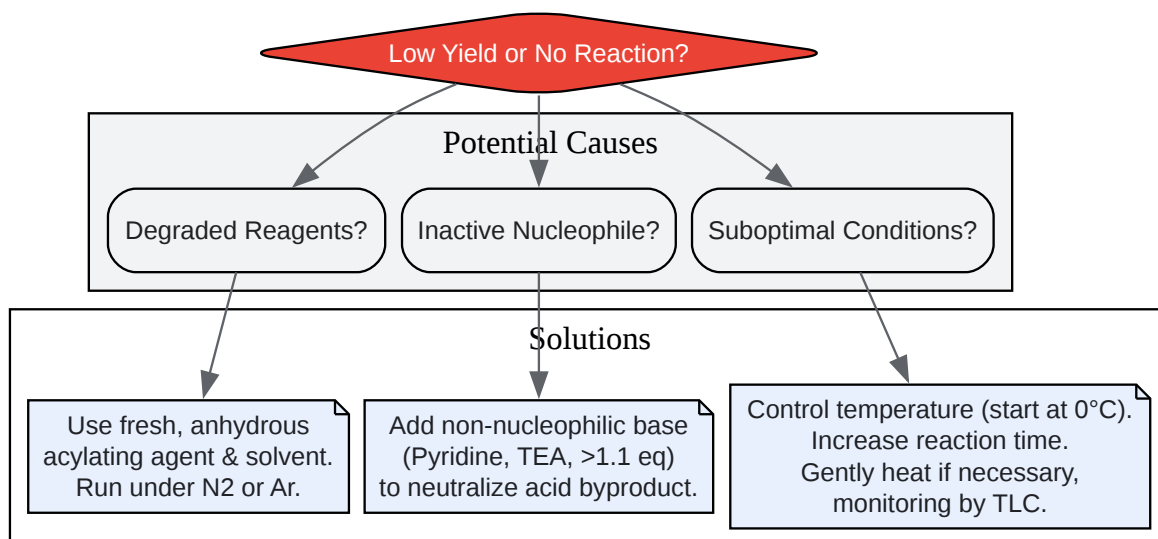 Low Yield or No Reaction?
Potential Causes
Degraded Reagents?
Inactive Nucleophile?
Suboptimal Conditions?
Solutions
Use fresh, anhydrous
acylating agent & solvent.
Run under N2 or Ar.
Add non-nucleophilic base
(Pyridine, TEA, >1.1 eq)
to neutralize acid byproduct.
Control temperature (start at 0°C).
Increase reaction time.
Gently heat if necessary,
monitoring by TLC.